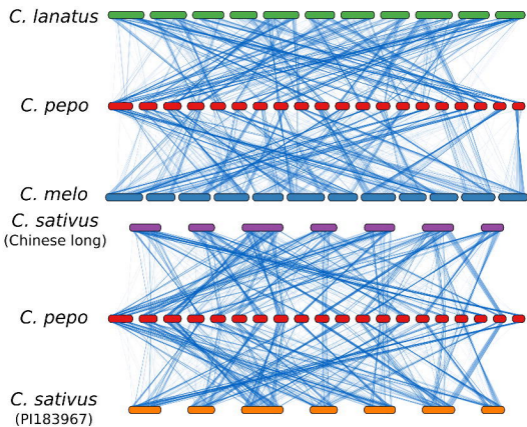 C. lanatus
C. pepo
C. melo
C. sativus
(Chinese long)
C. pepo
C. sativus
(PI183967)